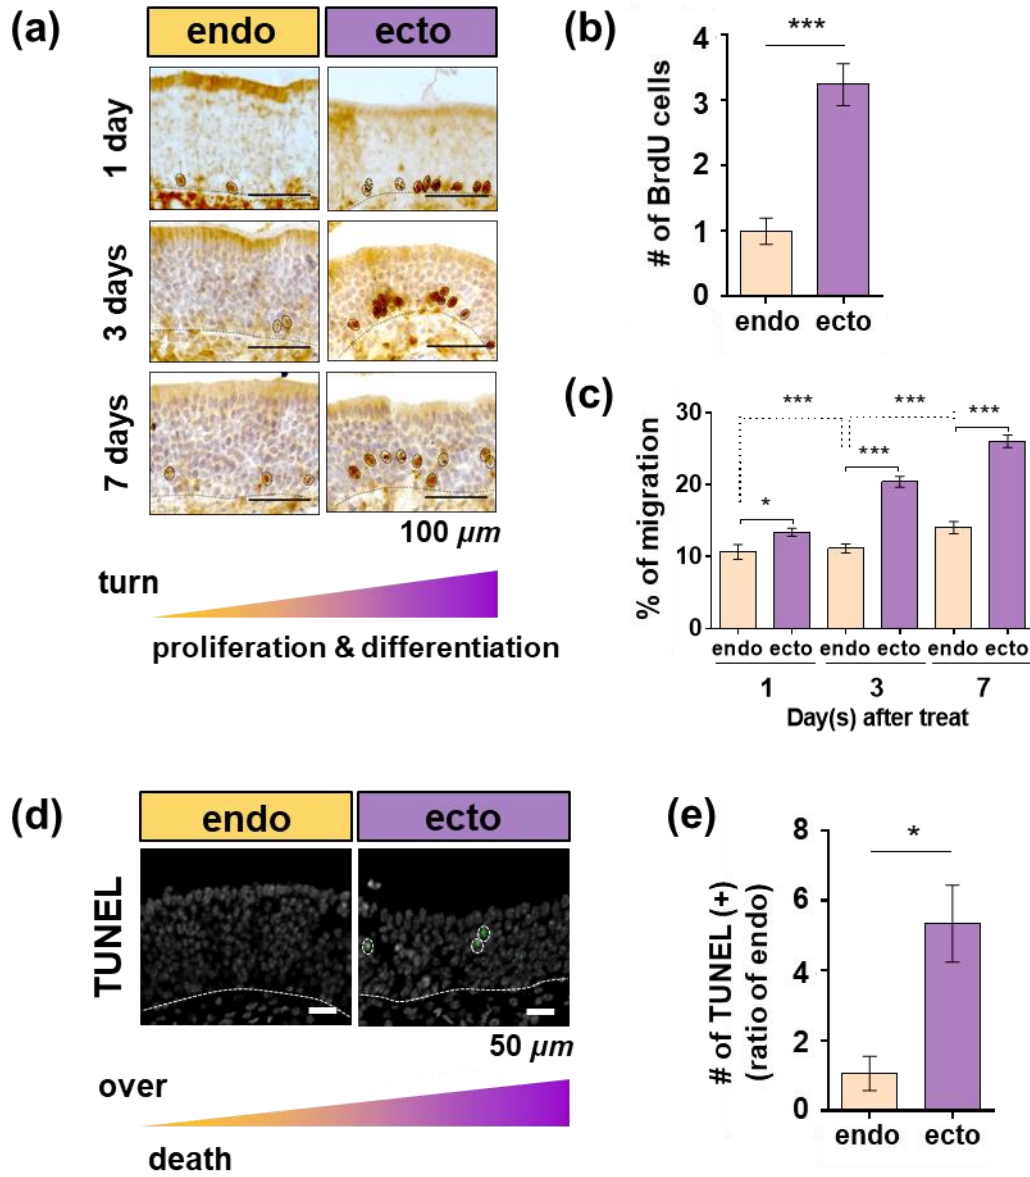 (a)
endo ecto
1 day
3 days
7 days
100 µm
turn
proliferation & differentiation
(b)
***
# of BrdU cells
4
3
2
1
0
endo ecto
(c)
*** *** ***
***
*
% of migration
30
20
10
0
endo ecto endo ecto endo ecto
1 3 7
Day(s) after treat
(d)
endo ecto
TUNEL
50 µm
over
death
(e)
*
# of TUNEL (+)
(ratio of endo)
8
6
4
2
0
endo ecto